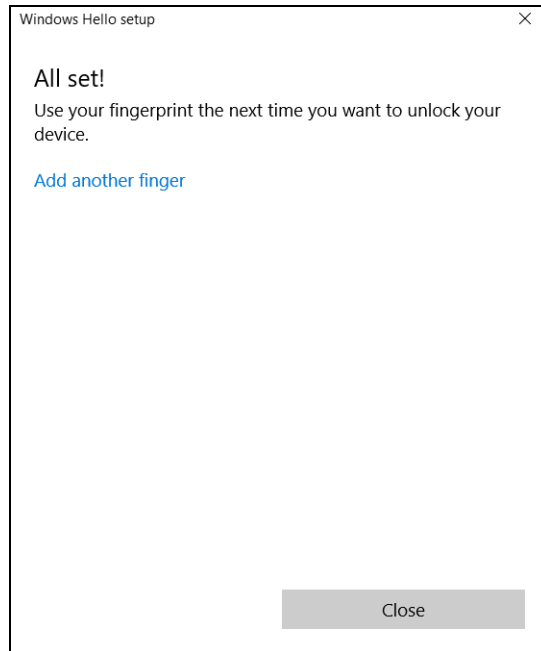 Windows Hello setup
All set!
Use your fingerprint the next time you want to unlock your
device.
Add another finger
Close